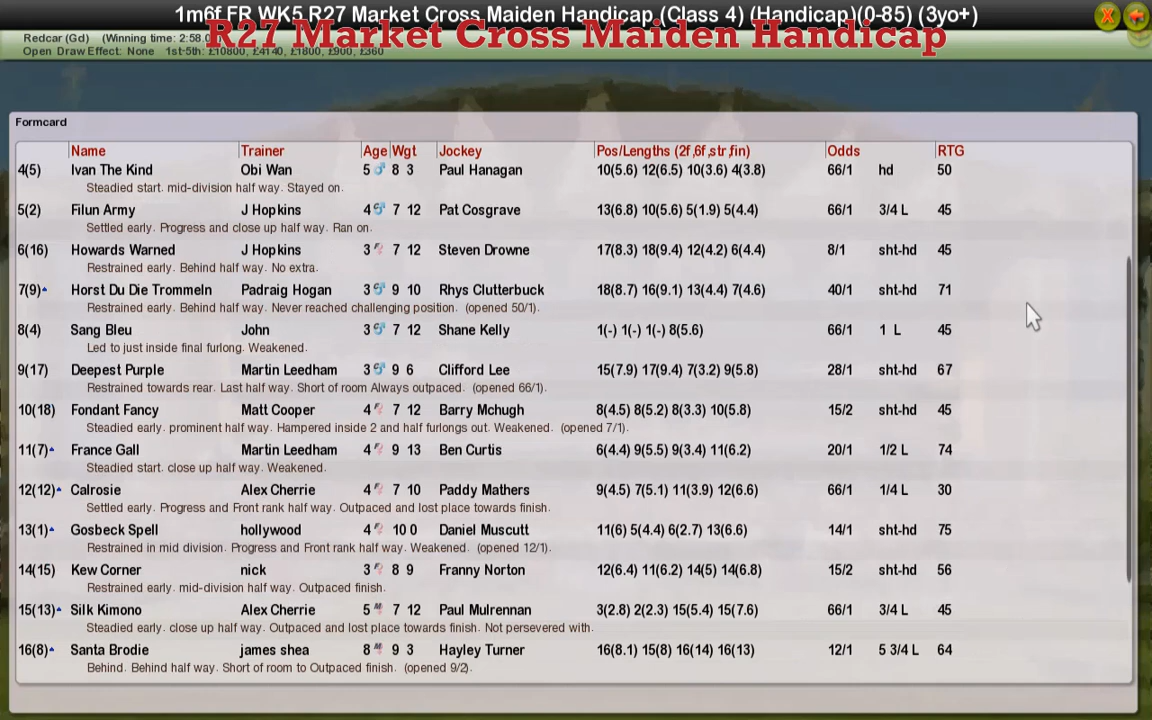 1m6f FR WK5 R27 Market Cross Maiden Handicap (Class 4) (Handicap)(0-85) (3yo+)
R27 Market Cross Maiden Handicap
Redcar (Gd) (Winning time: 2:58.0
Open Draw Effect: None 1st-5th: £10800, £4140, £1800, £900, £360
Formcard
Name Trainer Age Wgt Jockey Pos/Lengths (2f,6f,str,fin) Odds RTG
4(5) Ivan The Kind Obi Wan 5 8 3 Paul Hanagan 10(5.6) 12(6.5) 10(3.6) 4(3.8) 66/1 hd 50
Steadied start. mid-division half way. Stayed on.
5(2) Filun Army J Hopkins 4 7 12 Pat Cosgrave 13(6.8) 10(5.6) 5(1.9) 5(4.4) 66/1 3/4 L 45
Settled early. Progress and close up half way. Ran on.
6(16) Howards Warned J Hopkins 3 7 12 Steven Drowne 17(8.3) 18(9.4) 12(4.2) 6(4.4) 8/1 sht-hd 45
Restrained early. Behind half way. No extra.
7(9) Horst Du Die Trommeln Padraig Hogan 3 9 10 Rhys Clutterbuck 18(8.7) 16(9.1) 13(4.4) 7(4.6) 40/1 sht-hd 71
Restrained early. Behind half way. Never reached challenging position. (opened 50/1).
8(4) Sang Bleu John 3 7 12 Shane Kelly 1(-) 1(-) 1(-) 8(5.6) 66/1 1 L 45
Led to just inside final furlong. Weakened.
9(17) Deepest Purple Martin Leedham 3 9 6 Clifford Lee 15(7.9) 17(9.4) 7(3.2) 9(5.8) 28/1 sht-hd 67
Restrained towards rear. Last half way. Short of room Always outpaced. (opened 66/1).
10(18) Fondant Fancy Matt Cooper 4 7 12 Barry Mchugh 8(4.5) 8(5.2) 8(3.3) 10(5.8) 15/2 sht-hd 45
Steadied early. prominent half way. Hampered inside 2 and half furlongs out. Weakened. (opened 7/1).
11(7) France Gall Martin Leedham 4 9 13 Ben Curtis 6(4.4) 9(5.5) 9(3.4) 11(6.2) 20/1 1/2 L 74
Steadied start. close up half way. Weakened.
12(12) Calrosie Alex Cherrie 4 7 10 Paddy Mathers 9(4.5) 7(5.1) 11(3.9) 12(6.6) 66/1 1/4 L 30
Settled early. Progress and Front rank half way. Outpaced and lost place towards finish.
13(1) Gosbeck Spell hollywood 4 10 0 Daniel Muscutt 11(6) 5(4.4) 6(2.7) 13(6.6) 14/1 sht-hd 75
Restrained in mid division. Progress and Front rank half way. Weakened. (opened 12/1).
14(15) Kew Corner nick 3 8 9 Franny Norton 12(6.4) 11(6.2) 14(5) 14(6.8) 15/2 sht-hd 56
Restrained early. mid-division half way. Outpaced finish.
15(13) Silk Kimono Alex Cherrie 5 7 12 Paul Mulrennan 3(2.8) 2(2.3) 15(5.4) 15(7.6) 66/1 3/4 L 45
Steadied early. close up half way. Outpaced and lost place towards finish. Not persevered with.
16(8) Santa Brodie james shea 8 9 3 Hayley Turner 16(8.1) 15(8) 16(14) 16(13) 12/1 5 3/4 L 64
Behind. Behind half way. Short of room to Outpaced finish. (opened 9/2).